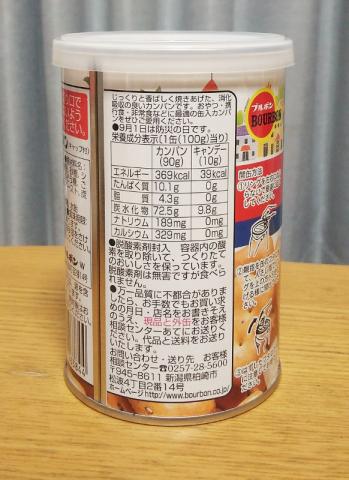 じっくりと香ばしく焼きあげた、消化
吸収の良いカンパンです。おやつ・携
行食・非常食などに最適の缶入カンパ
ンをぜひご愛用ください。
●9月1日は防災の日です。
栄養成分表示(1缶(100g)当り)
カンパン(90g) キャンデー(10g)
エネルギー 369kcal 39kcal
たんぱく質 10.1g 0g
脂質 4.3g 0g
炭水化物 72.5g 9.8g
ナトリウム 189mg 0mg
カルシウム 329mg 0mg
●脱酸素剤封入 容器内の酸
素を取り除いて、つくりたて
のおいしさを保っています。
脱酸素剤は無害ですが食べら
れません。
●万一品質に不都合がありま
したら、お手数でもお買い求
めの月日・店名をお書きそえ
のうえ、現品と外缶をお客様
相談センターあてにお送りく
ださい。代品と送料をお送り
いたします。
お問い合わせ・送り先 お客様
相談センター☎0257-28-5600
〒945-8611 新潟県柏崎市
松波4丁目2番14号
ホームページ http://www.bourbon.co.jp
ブルボン
BOURBON
開缶方法